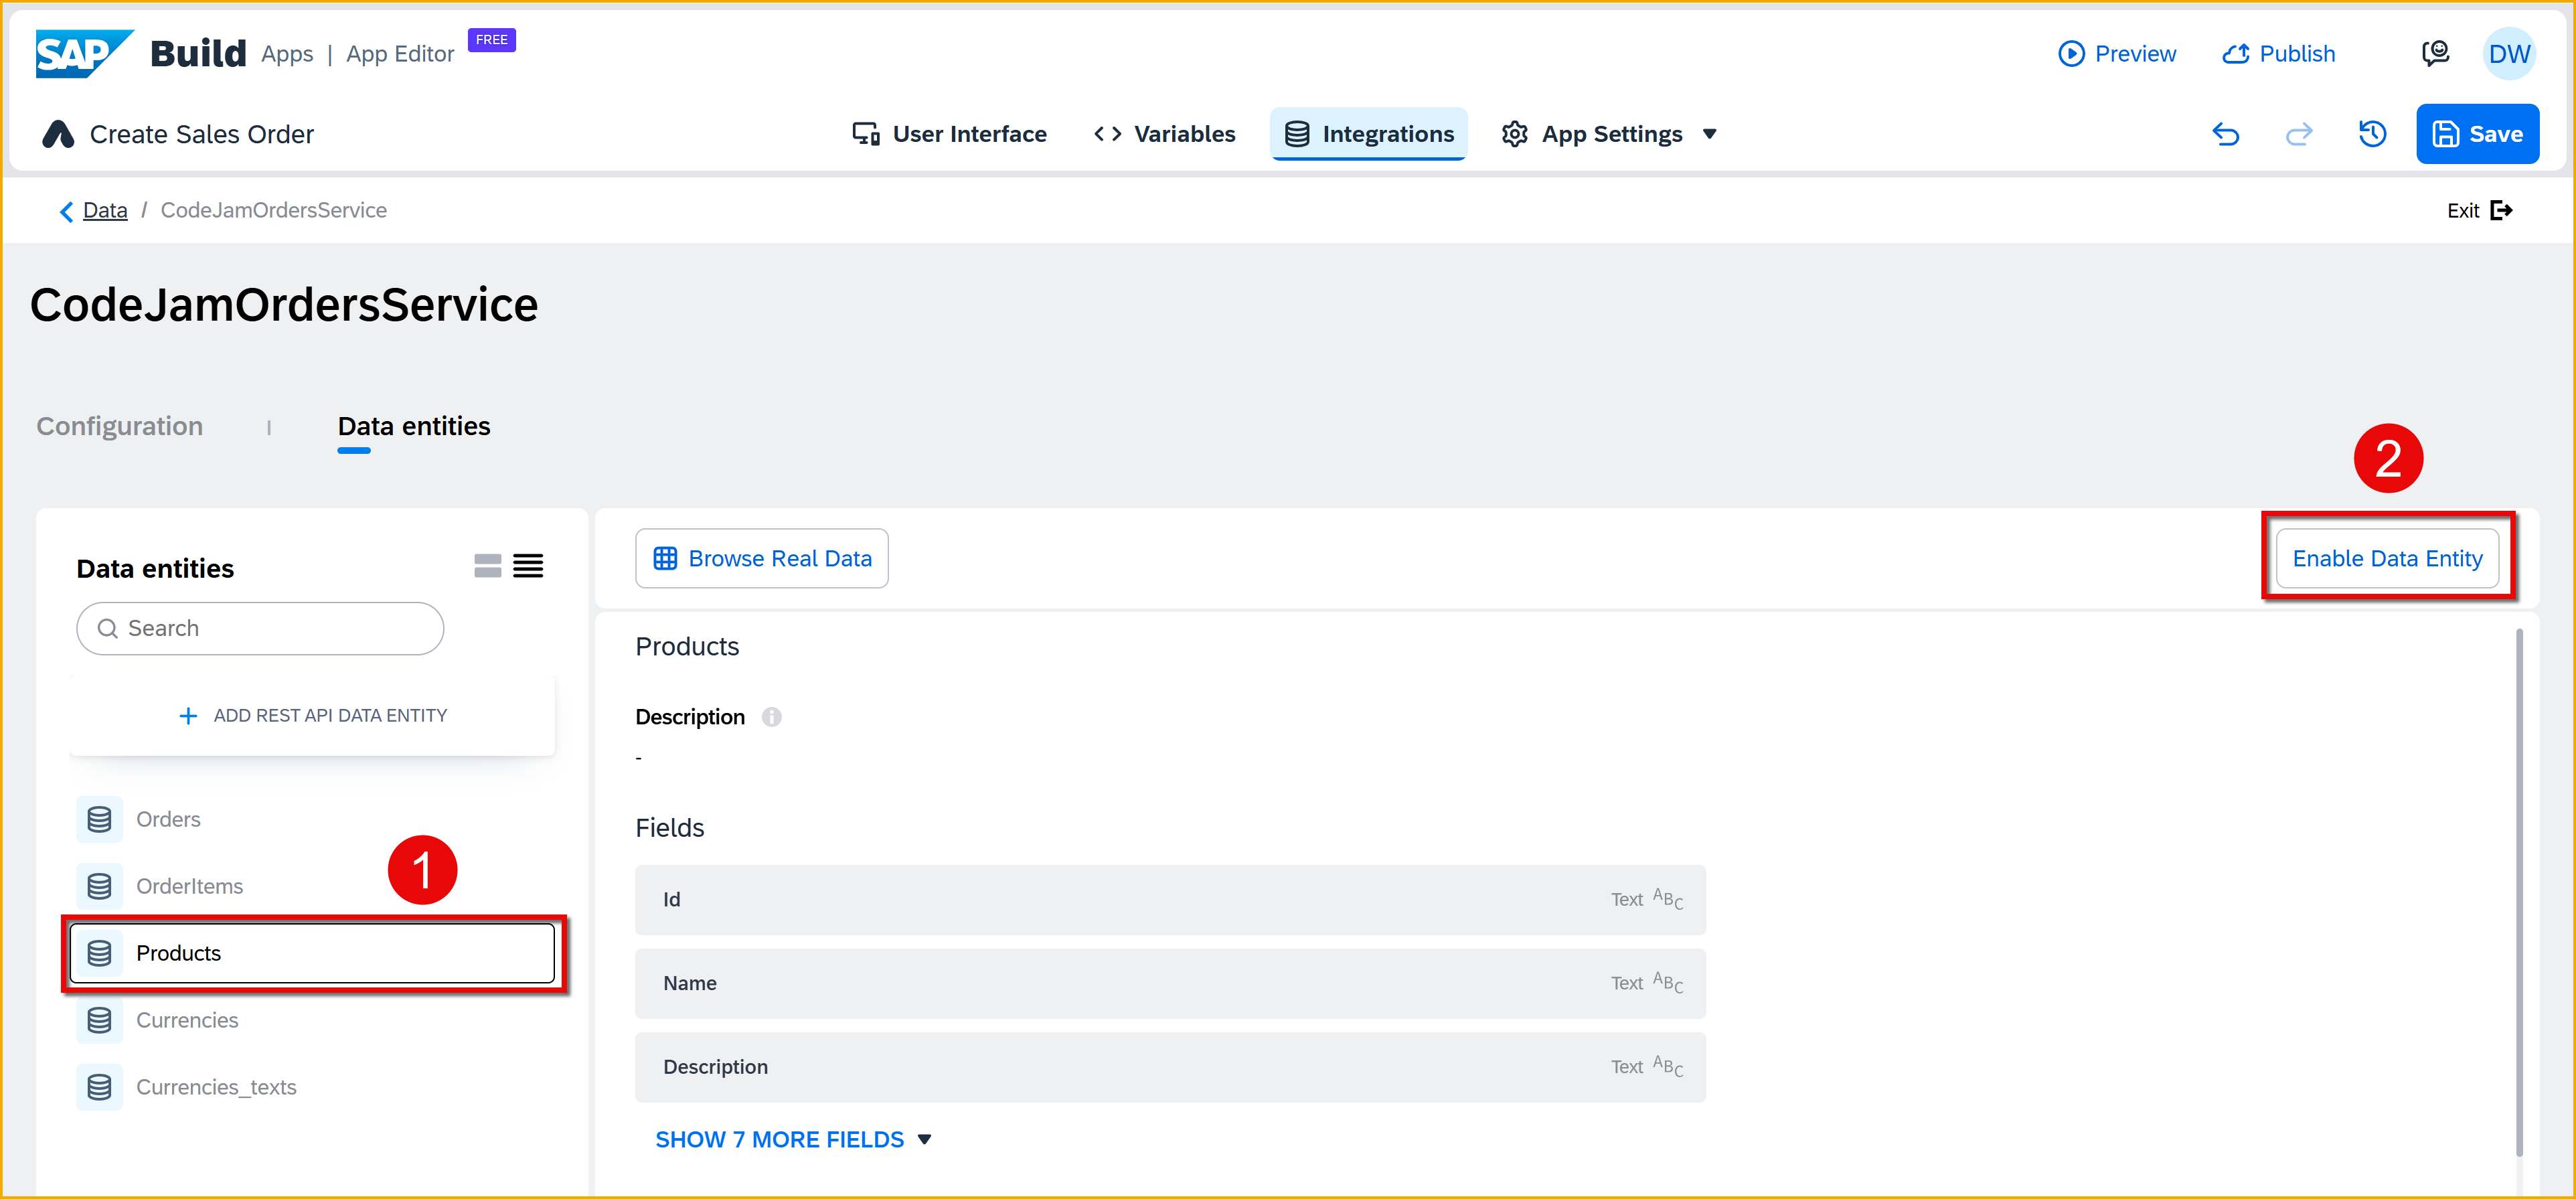 SAP Build Apps | App Editor FREE
Preview Publish DW
Create Sales Order
User Interface Variables Integrations App Settings
Save
Data / CodeJamOrdersService
Exit
CodeJamOrdersService
Configuration | Data entities
2
Data entities
Search
ADD REST API DATA ENTITY
Orders
1
OrderItems
Products
Currencies
Currencies_texts
Browse Real Data
Enable Data Entity
Products
Description i
-
Fields
Id Text ABC
Name Text ABC
Description Text ABC
SHOW 7 MORE FIELDS